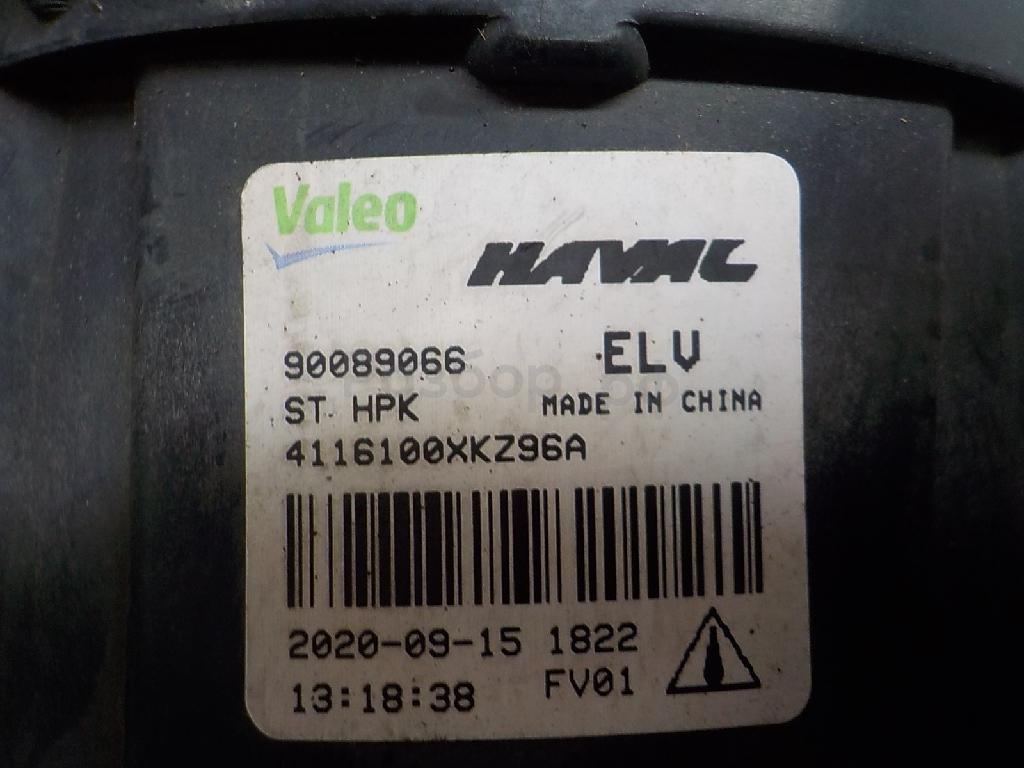 Valeo
HAVAL
90089066 ELV
ST HPK MADE IN CHINA
4116100XKZ96A
2020-09-15 1822
13:18:38 FV01